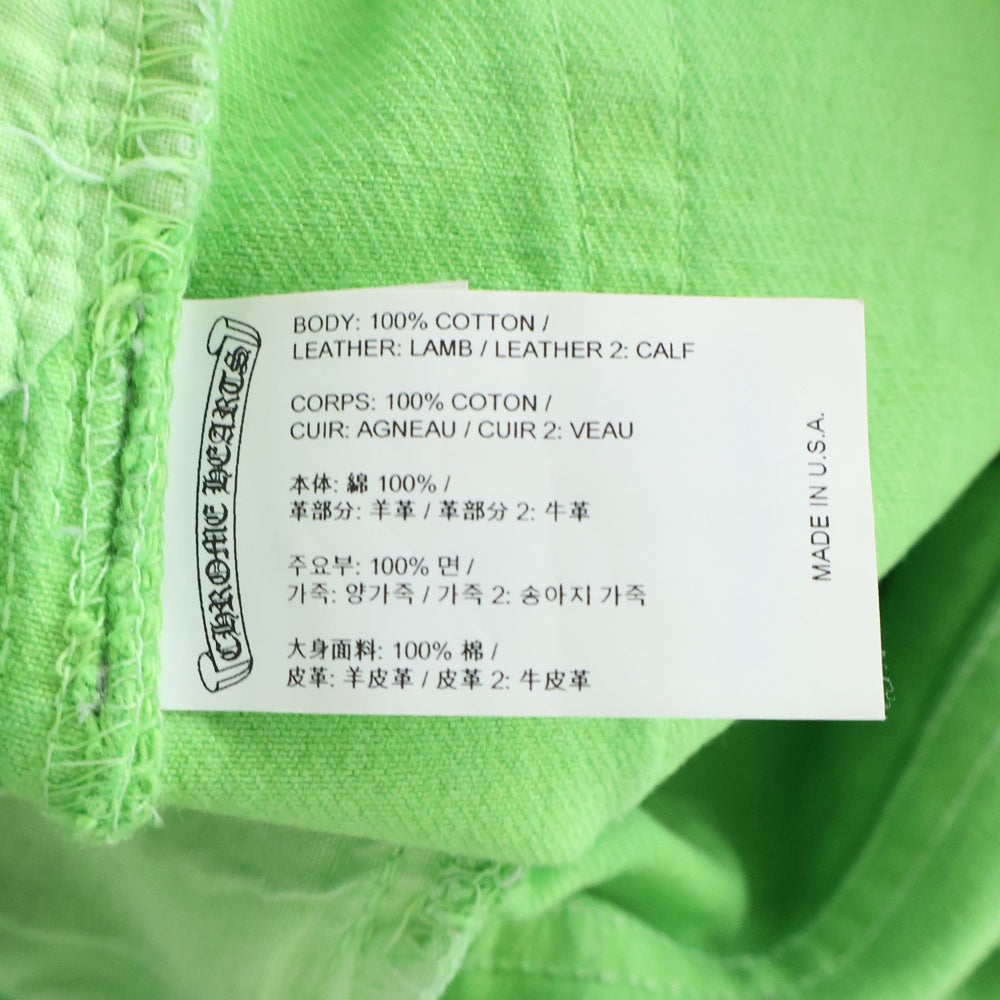 CHROME HEARTS
BODY: 100% COTTON /
LEATHER: LAMB / LEATHER 2: CALF
CORPS: 100% COTON /
CUIR: AGNEAU / CUIR 2: VEAU
本体: 綿 100% /
革部分: 羊革 / 革部分 2: 牛革
주요부: 100% 면 /
가죽: 양가죽 / 가죽 2: 송아지 가죽
大身面料: 100% 棉 /
皮革: 羊皮革 / 皮革 2: 牛皮革
MADE IN U.S.A.